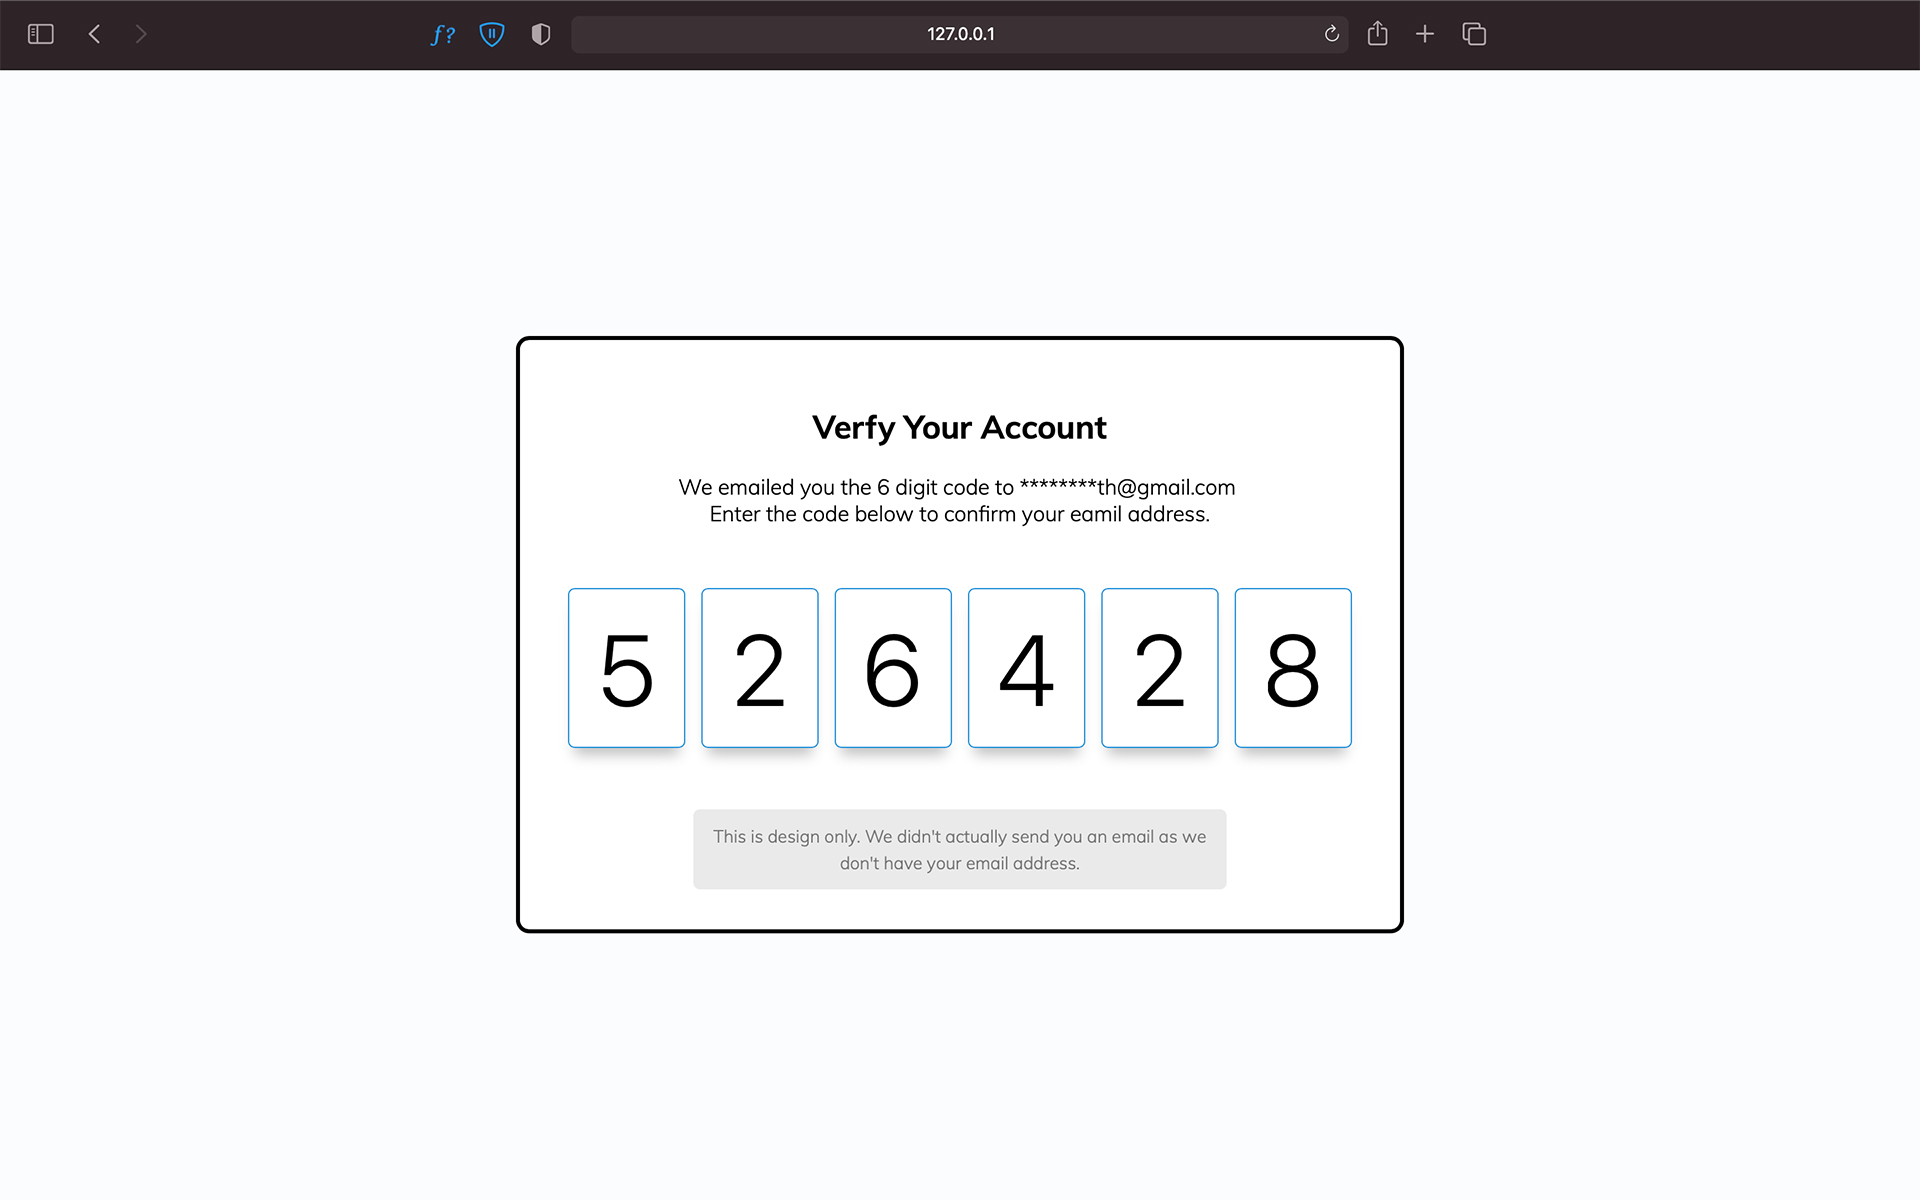 f?
127.0.0.1
Verfy Your Account
We emailed you the 6 digit code to ********th@gmail.com
Enter the code below to confirm your eamil address.
5 2 6 4 2 8
This is design only. We didn't actually send you an email as we
don't have your email address.